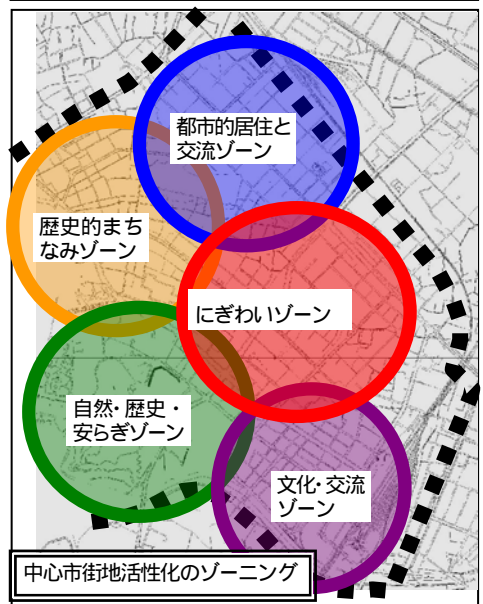 都市的居住と
交流ゾーン
歴史的まち
なみゾーン
にぎわいゾーン
自然・歴史・
安らぎゾーン
文化・交流
ゾーン
中心市街地活性化のゾーニング